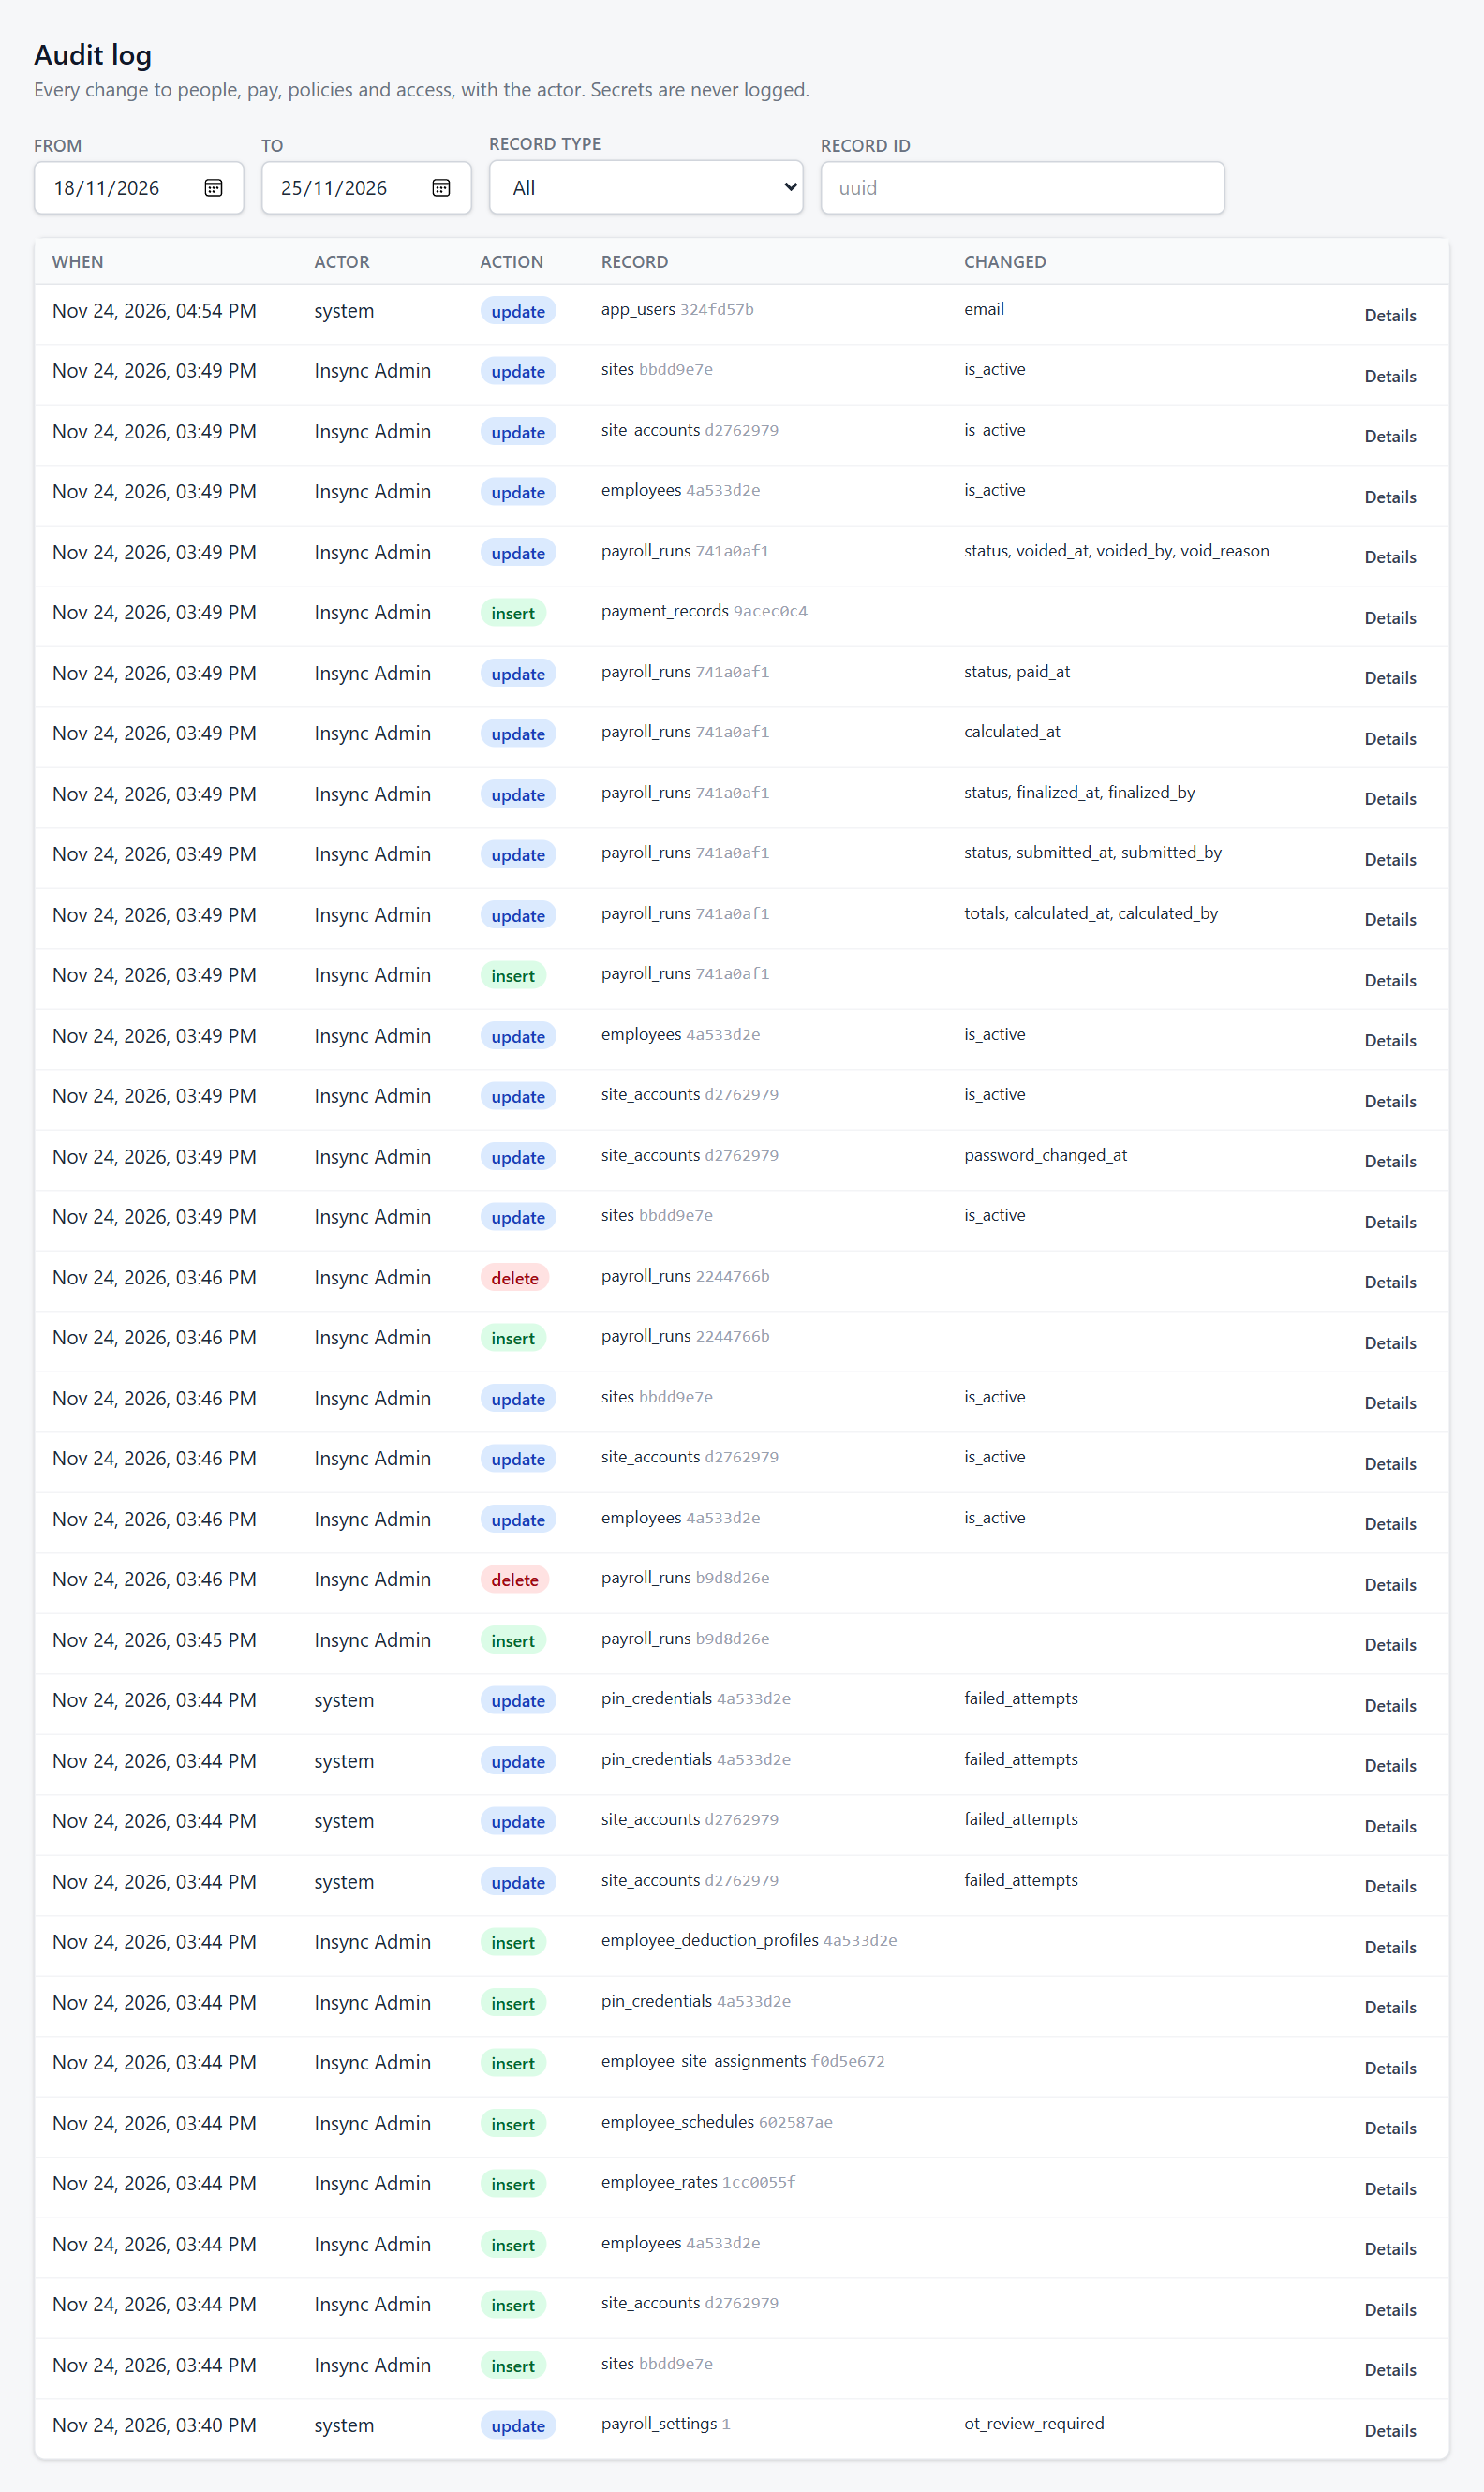 Audit log
Every change to people, pay, policies and access, with the actor. Secrets are never logged.
FROM TO RECORD TYPE RECORD ID
18/11/2026 25/11/2026 All uuid
WHEN ACTOR ACTION RECORD CHANGED
Nov 24, 2026, 04:54 PM system update app_users 324fd57b email Details
Nov 24, 2026, 03:49 PM Insync Admin update sites bbdd9e7e is_active Details
Nov 24, 2026, 03:49 PM Insync Admin update site_accounts d2762979 is_active Details
Nov 24, 2026, 03:49 PM Insync Admin update employees 4a533d2e is_active Details
Nov 24, 2026, 03:49 PM Insync Admin update payroll_runs 741a0af1 status, voided_at, voided_by, void_reason Details
Nov 24, 2026, 03:49 PM Insync Admin insert payment_records 9acec0c4 Details
Nov 24, 2026, 03:49 PM Insync Admin update payroll_runs 741a0af1 status, paid_at Details
Nov 24, 2026, 03:49 PM Insync Admin update payroll_runs 741a0af1 calculated_at Details
Nov 24, 2026, 03:49 PM Insync Admin update payroll_runs 741a0af1 status, finalized_at, finalized_by Details
Nov 24, 2026, 03:49 PM Insync Admin update payroll_runs 741a0af1 status, submitted_at, submitted_by Details
Nov 24, 2026, 03:49 PM Insync Admin update payroll_runs 741a0af1 totals, calculated_at, calculated_by Details
Nov 24, 2026, 03:49 PM Insync Admin insert payroll_runs 741a0af1 Details
Nov 24, 2026, 03:49 PM Insync Admin update employees 4a533d2e is_active Details
Nov 24, 2026, 03:49 PM Insync Admin update site_accounts d2762979 is_active Details
Nov 24, 2026, 03:49 PM Insync Admin update site_accounts d2762979 password_changed_at Details
Nov 24, 2026, 03:49 PM Insync Admin update sites bbdd9e7e is_active Details
Nov 24, 2026, 03:46 PM Insync Admin delete payroll_runs 2244766b Details
Nov 24, 2026, 03:46 PM Insync Admin insert payroll_runs 2244766b Details
Nov 24, 2026, 03:46 PM Insync Admin update sites bbdd9e7e is_active Details
Nov 24, 2026, 03:46 PM Insync Admin update site_accounts d2762979 is_active Details
Nov 24, 2026, 03:46 PM Insync Admin update employees 4a533d2e is_active Details
Nov 24, 2026, 03:46 PM Insync Admin delete payroll_runs b9d8d26e Details
Nov 24, 2026, 03:45 PM Insync Admin insert payroll_runs b9d8d26e Details
Nov 24, 2026, 03:44 PM system update pin_credentials 4a533d2e failed_attempts Details
Nov 24, 2026, 03:44 PM system update pin_credentials 4a533d2e failed_attempts Details
Nov 24, 2026, 03:44 PM system update site_accounts d2762979 failed_attempts Details
Nov 24, 2026, 03:44 PM system update site_accounts d2762979 failed_attempts Details
Nov 24, 2026, 03:44 PM Insync Admin insert employee_deduction_profiles 4a533d2e Details
Nov 24, 2026, 03:44 PM Insync Admin insert pin_credentials 4a533d2e Details
Nov 24, 2026, 03:44 PM Insync Admin insert employee_site_assignments f0d5e672 Details
Nov 24, 2026, 03:44 PM Insync Admin insert employee_schedules 602587ae Details
Nov 24, 2026, 03:44 PM Insync Admin insert employee_rates 1cc0055f Details
Nov 24, 2026, 03:44 PM Insync Admin insert employees 4a533d2e Details
Nov 24, 2026, 03:44 PM Insync Admin insert site_accounts d2762979 Details
Nov 24, 2026, 03:44 PM Insync Admin insert sites bbdd9e7e Details
Nov 24, 2026, 03:40 PM system update payroll_settings 1 ot_review_required Details